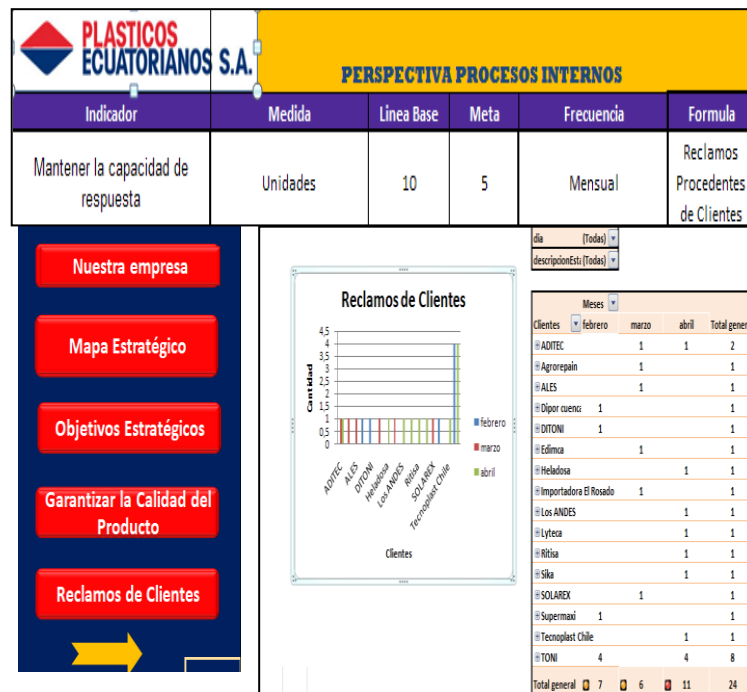 PLASTICOS
ECUATORIANOS S.A.
PERSPECTIVA PROCESOS INTERNOS
Indicador Medida Linea Base Meta Frecuencia Formula
Mantener la capacidad de respuesta Unidades 10 5 Mensual Reclamos Procedentes de Clientes
Nuestra empresa
Mapa Estratégico
Objetivos Estratégicos
Garantizar la Calidad del
Producto
Reclamos de Clientes
Reclamos de Clientes
Cantidad
4,5
4
3,5
3
2,5
2
1,5
1
0,5
0
ADITEC
ALES
DITONI
Heladosa
Los ANDES
Ritisa
SOLAREX
Tecnoplast Chile
Clientes
febrero
marzo
abril
dia (Todas)
descripcionEsta (Todas)
Meses
Clientes febrero marzo abril Total gener
ADITEC 1 1 2
Agrorepain 1 1
ALES 1 1
Dipor cuenca 1 1
DITONI 1 1
Edimca 1 1
Heladosa 1 1
Importadora El Rosado 1 1
Los ANDES 1 1
Lyteca 1 1
Ritisa 1 1
Sika 1 1
SOLAREX 1 1
Supermaxi 1 1
Tecnoplast Chile 1 1
TONI 4 4 8
Total general 7 6 11 24